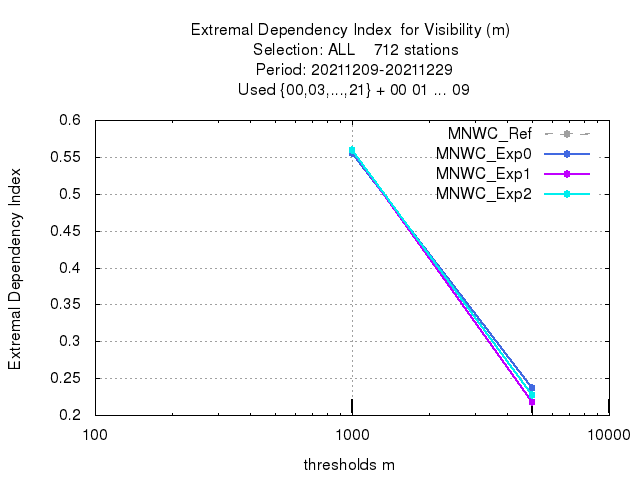 Extremal Dependency Index  for Visibility (m)
Selection: ALL    712 stations
Period: 20211209-20211229
Used {00,03,...,21} + 00 01 ... 09
MNWC_Ref
MNWC_Exp0
MNWC_Exp1
MNWC_Exp2
Extremal Dependency Index
0.6
0.55
0.5
0.45
0.4
0.35
0.3
0.25
0.2
100 1000 10000
thresholds m